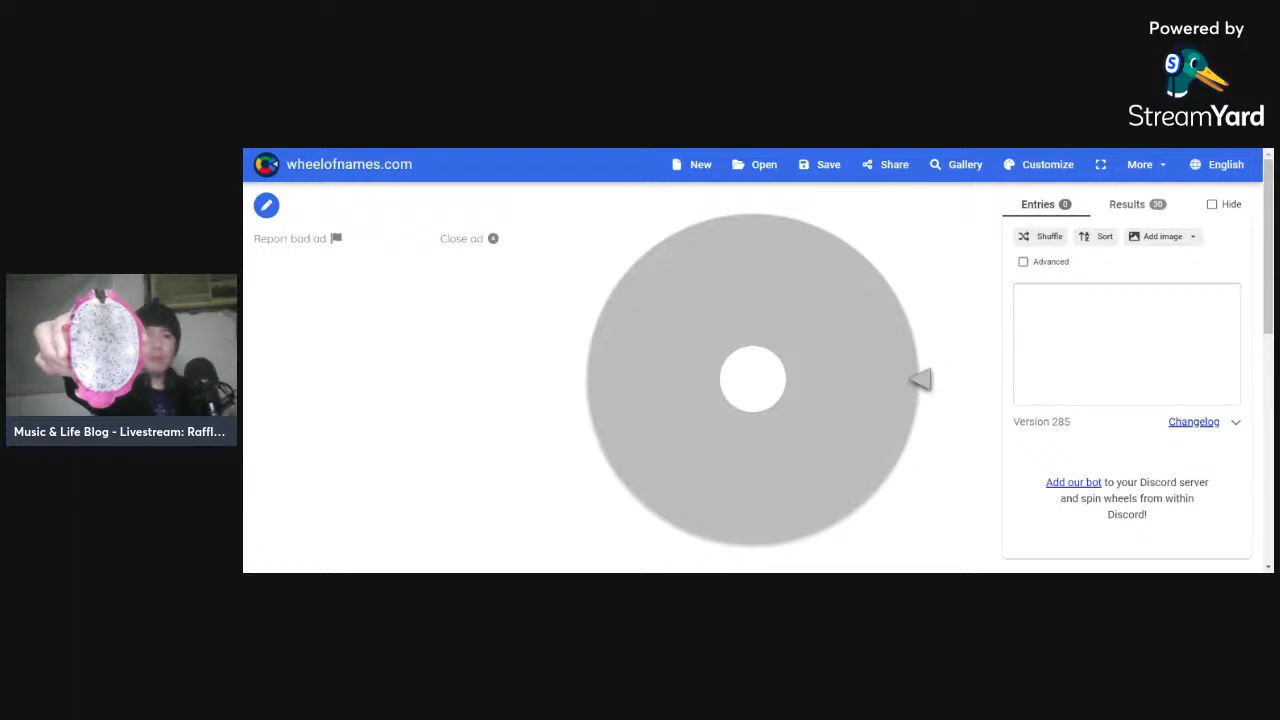 Powered by
S
StreamYard
wheelofnames.com
New
Open
Save
Share
Gallery
Customize
More
English
Report bad ad
Close ad
Entries 0
Results 30
Hide
Shuffle
Sort
Add image
Advanced
Version 285
Changelog
Add our bot to your Discord server
and spin wheels from within
Discord!
Music & Life Blog - Livestream: Raffl...